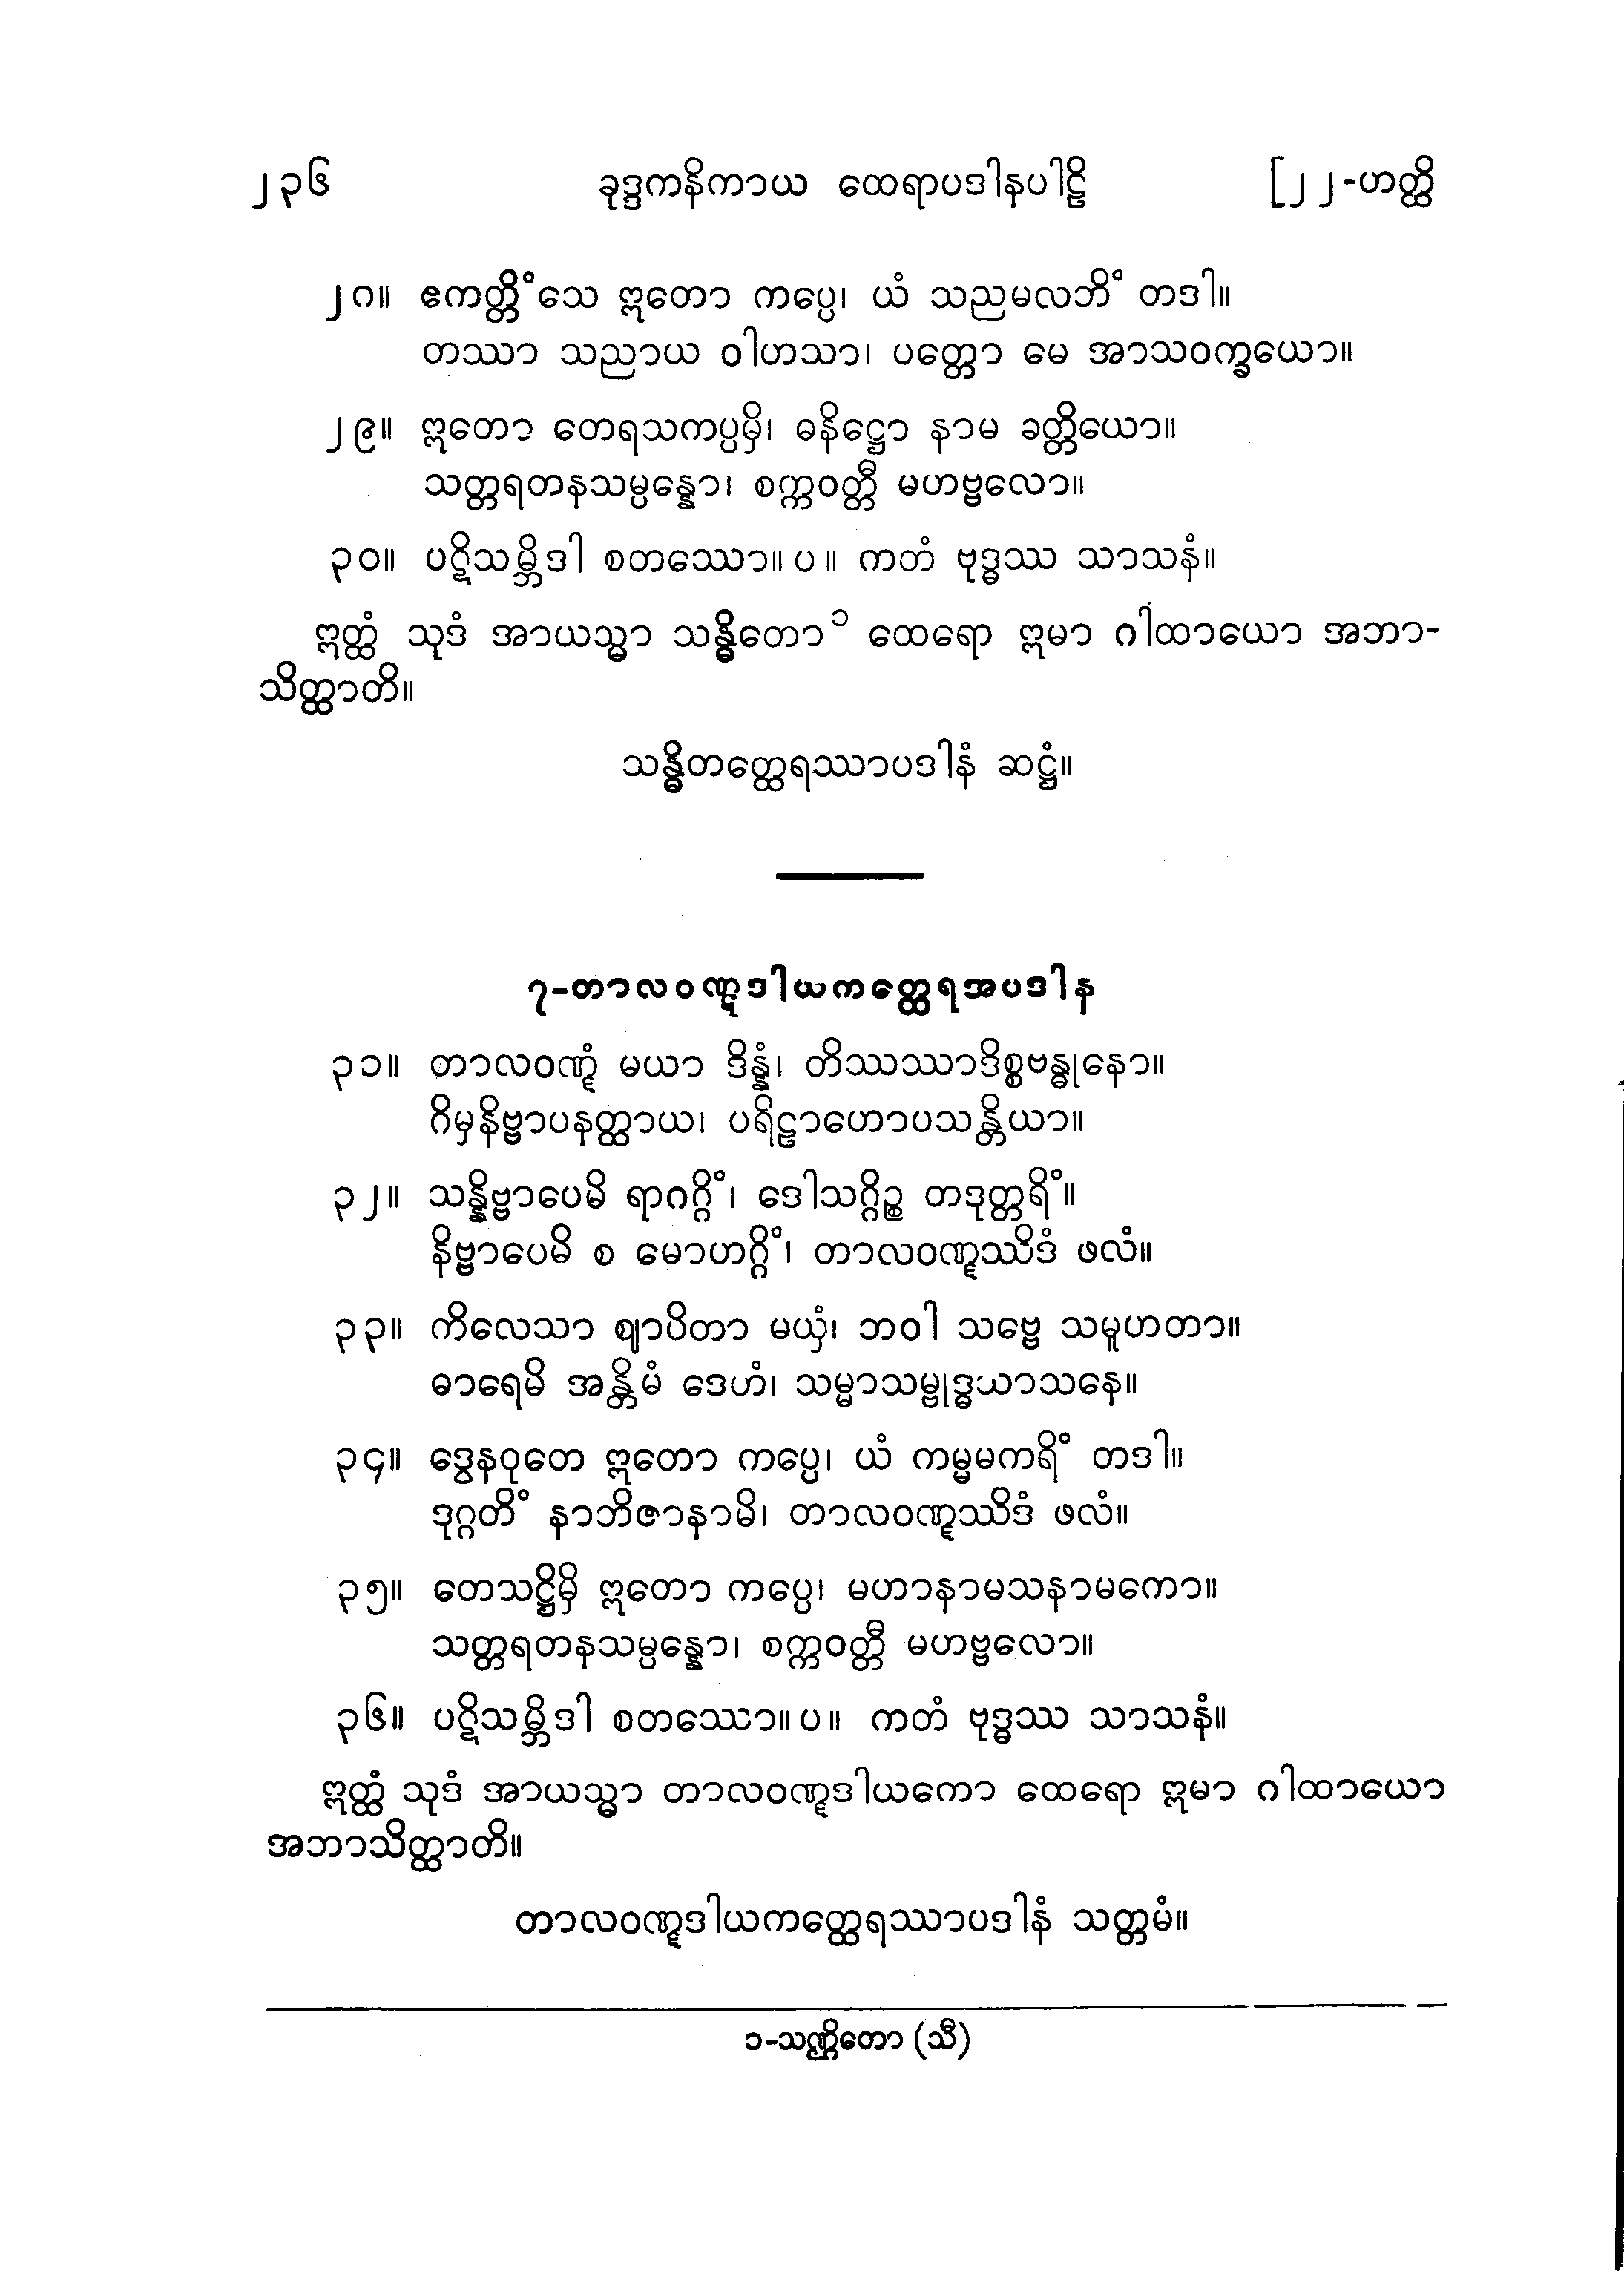 ၂၃၆ ခုဒ္ဒကနိကာယ ထေရာပဒါနပါဠိ [၂၂-ဟတ္ထိ
၂၈။ ဧကတ္တိံသေ ဣတော ကပ္ပေ၊ ယံ သညမလဘိံ တဒါ။
တဿာ သညာယ ဝါဟသာ၊ ပတ္တော မေ အာသဝက္ခယော။
၂၉။ ဣတော တေရသကပ္ပမှိ၊ ဓနိဋ္ဌော နာမ ခတ္တိယော။
သတ္တရတနသမ္ပန္နော၊ စက္ကဝတ္တီ မဟဗ္ဗလော။
၃၀။ ပဋိသမ္ဘိဒါ စတဿော။ ပ ။ ကတံ ဗုဒ္ဓဿ သာသနံ။
ဣတ္ထံ သုဒံ အာယသ္မာ သန္ဓိတော ၁ ထေရော ဣမာ ဂါထာယော အဘာ-
သိတ္ထာတိ။
သန္ဓိတတ္ထေရဿာပဒါနံ ဆဋ္ဌံ။
၇-တာလဝဏ္ဋဒါယကတ္ထေရအပဒါန
၃၁။ တာလဝဏ္ဋံ မယာ ဒိန္နံ၊ တိဿဿာဒိစ္စဗန္ဓုနော။
ဂိမှနိဗ္ဗာပနတ္ထာယ၊ ပရိဠာဟောပသန္တိယာ။
၃၂။ သန္နိဗ္ဗာပေမိ ရာဂဂ္ဂိံ၊ ဒေါသဂ္ဂိဉ္စ တဒုတ္တရိံ။
နိဗ္ဗာပေမိ စ မောဟဂ္ဂိံ၊ တာလဝဏ္ဋဿိဒံ ဖလံ။
၃၃။ ကိလေသာ ဈာပိတာ မယှံ၊ ဘဝါ သဗ္ဗေ သမူဟတာ။
ဓာရေမိ အန္တိမံ ဒေဟံ၊ သမ္မာသမ္ဗုဒ္ဓသာသနေ။
၃၄။ ဒွေနဝုတေ ဣတော ကပ္ပေ၊ ယံ ကမ္မမကရိံ တဒါ။
ဒုဂ္ဂတိံ နာဘိဇာနာမိ၊ တာလဝဏ္ဋဿိဒံ ဖလံ။
၃၅။ တေသဋ္ဌိမှိ ဣတော ကပ္ပေ၊ မဟာနာမသနာမကော။
သတ္တရတနသမ္ပန္နော၊ စက္ကဝတ္တီ မဟဗ္ဗလော။
၃၆။ ပဋိသမ္ဘိဒါ စတဿော။ ပ ။ ကတံ ဗုဒ္ဓဿ သာသနံ။
ဣတ္ထံ သုဒံ အာယသ္မာ တာလဝဏ္ဋဒါယကော ထေရော ဣမာ ဂါထာယော
အဘာသိတ္ထာတိ။
တာလဝဏ္ဋဒါယကတ္ထေရဿာပဒါနံ သတ္တမံ။
၁-သဏ္ဌိတော (သီ)